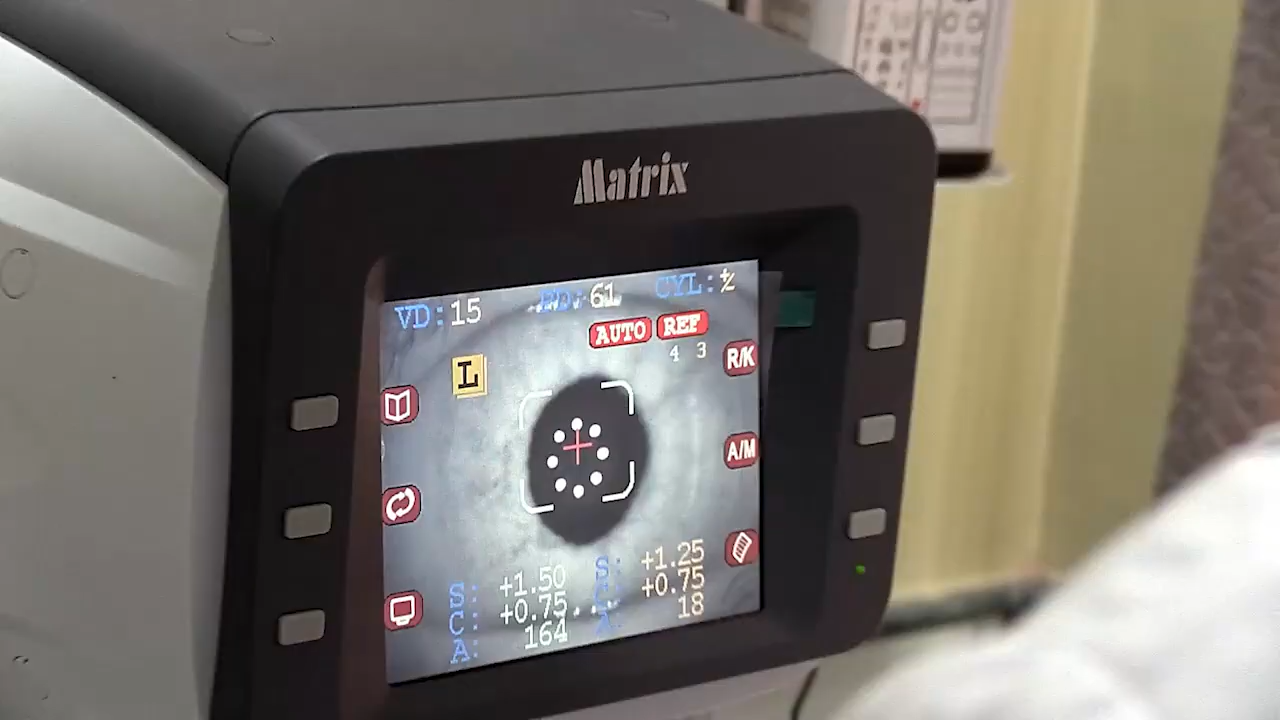 Matrix
VD:15 PD:61 CYL:±
AUTO REF
4 3
R/K
L
A/M
S: +1.50 S: +1.25
C: +0.75 C: +0.75
A: 164 A: 18